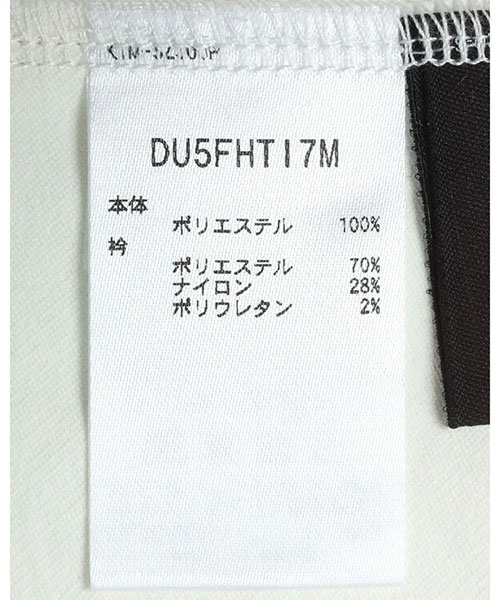 DU5FHT17M
本体
ポリエステル 100%
衿
ポリエステル 70%
ナイロン 28%
ポリウレタン 2%